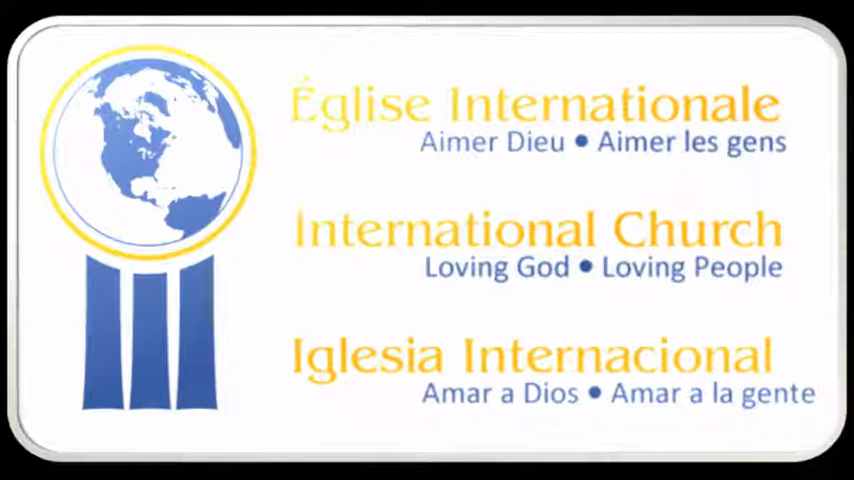 Église Internationale
Aimer Dieu • Aimer les gens
International Church
Loving God • Loving People
Iglesia Internacional
Amar a Dios • Amar a la gente